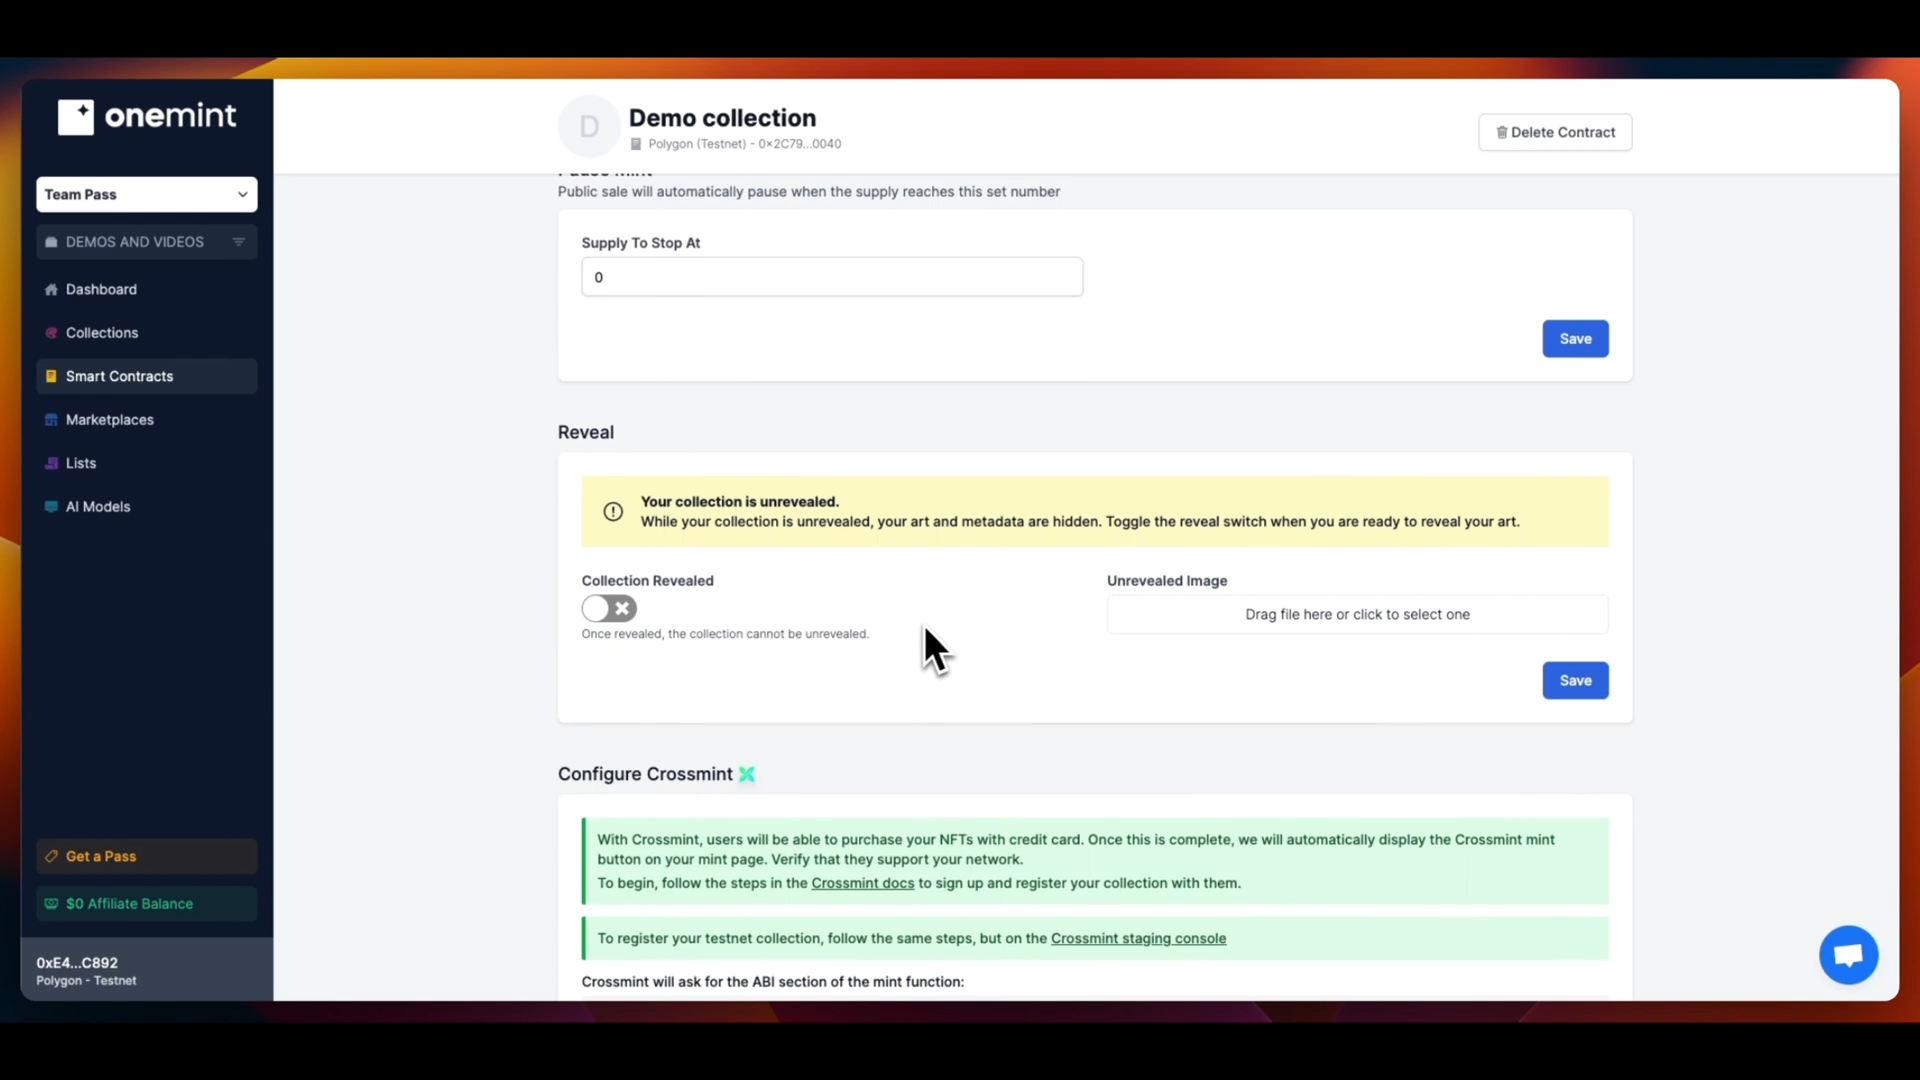 onemint
Team Pass
DEMOS AND VIDEOS
Dashboard
Collections
Smart Contracts
Marketplaces
Lists
AI Models
Get a Pass
$0 Affiliate Balance
0xE4...C892
Polygon - Testnet
D
Demo collection
Polygon (Testnet) - 0x2C79...0040
Delete Contract
Pause Mint
Public sale will automatically pause when the supply reaches this set number
Supply To Stop At
0
Save
Reveal
Your collection is unrevealed.
While your collection is unrevealed, your art and metadata are hidden. Toggle the reveal switch when you are ready to reveal your art.
Collection Revealed
Once revealed, the collection cannot be unrevealed.
Unrevealed Image
Drag file here or click to select one
Save
Configure Crossmint
With Crossmint, users will be able to purchase your NFTs with credit card. Once this is complete, we will automatically display the Crossmint mint
button on your mint page. Verify that they support your network.
To begin, follow the steps in the Crossmint docs to sign up and register your collection with them.
To register your testnet collection, follow the same steps, but on the Crossmint staging console
Crossmint will ask for the ABI section of the mint function: